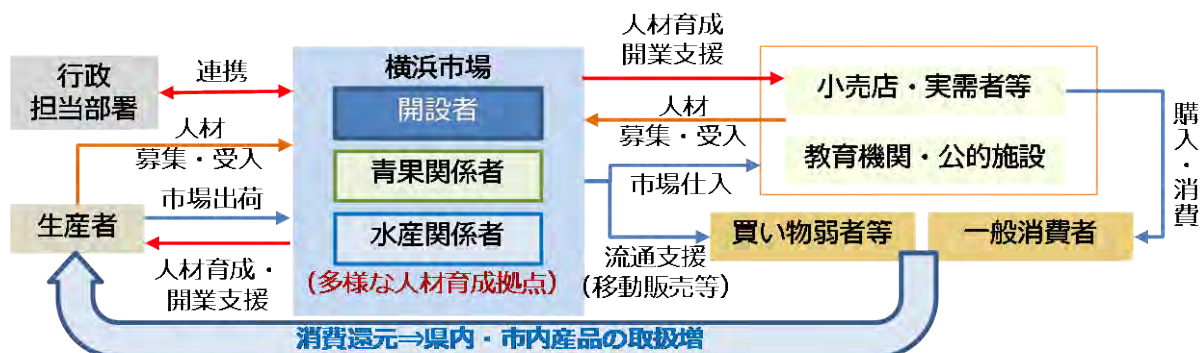 行政
担当部署
連携
人材
募集・受入
市場出荷
生産者
人材育成・
開業支援
横浜市場
開設者
青果関係者
水産関係者
(多様な人材育成拠点)
人材育成
開業支援
人材
募集・受入
市場仕入
流通支援
(移動販売等)
小売店・実需者等
教育機関・公的施設
買い物弱者等
一般消費者
購入・消費
消費還元⇒県内・市内産品の取扱増